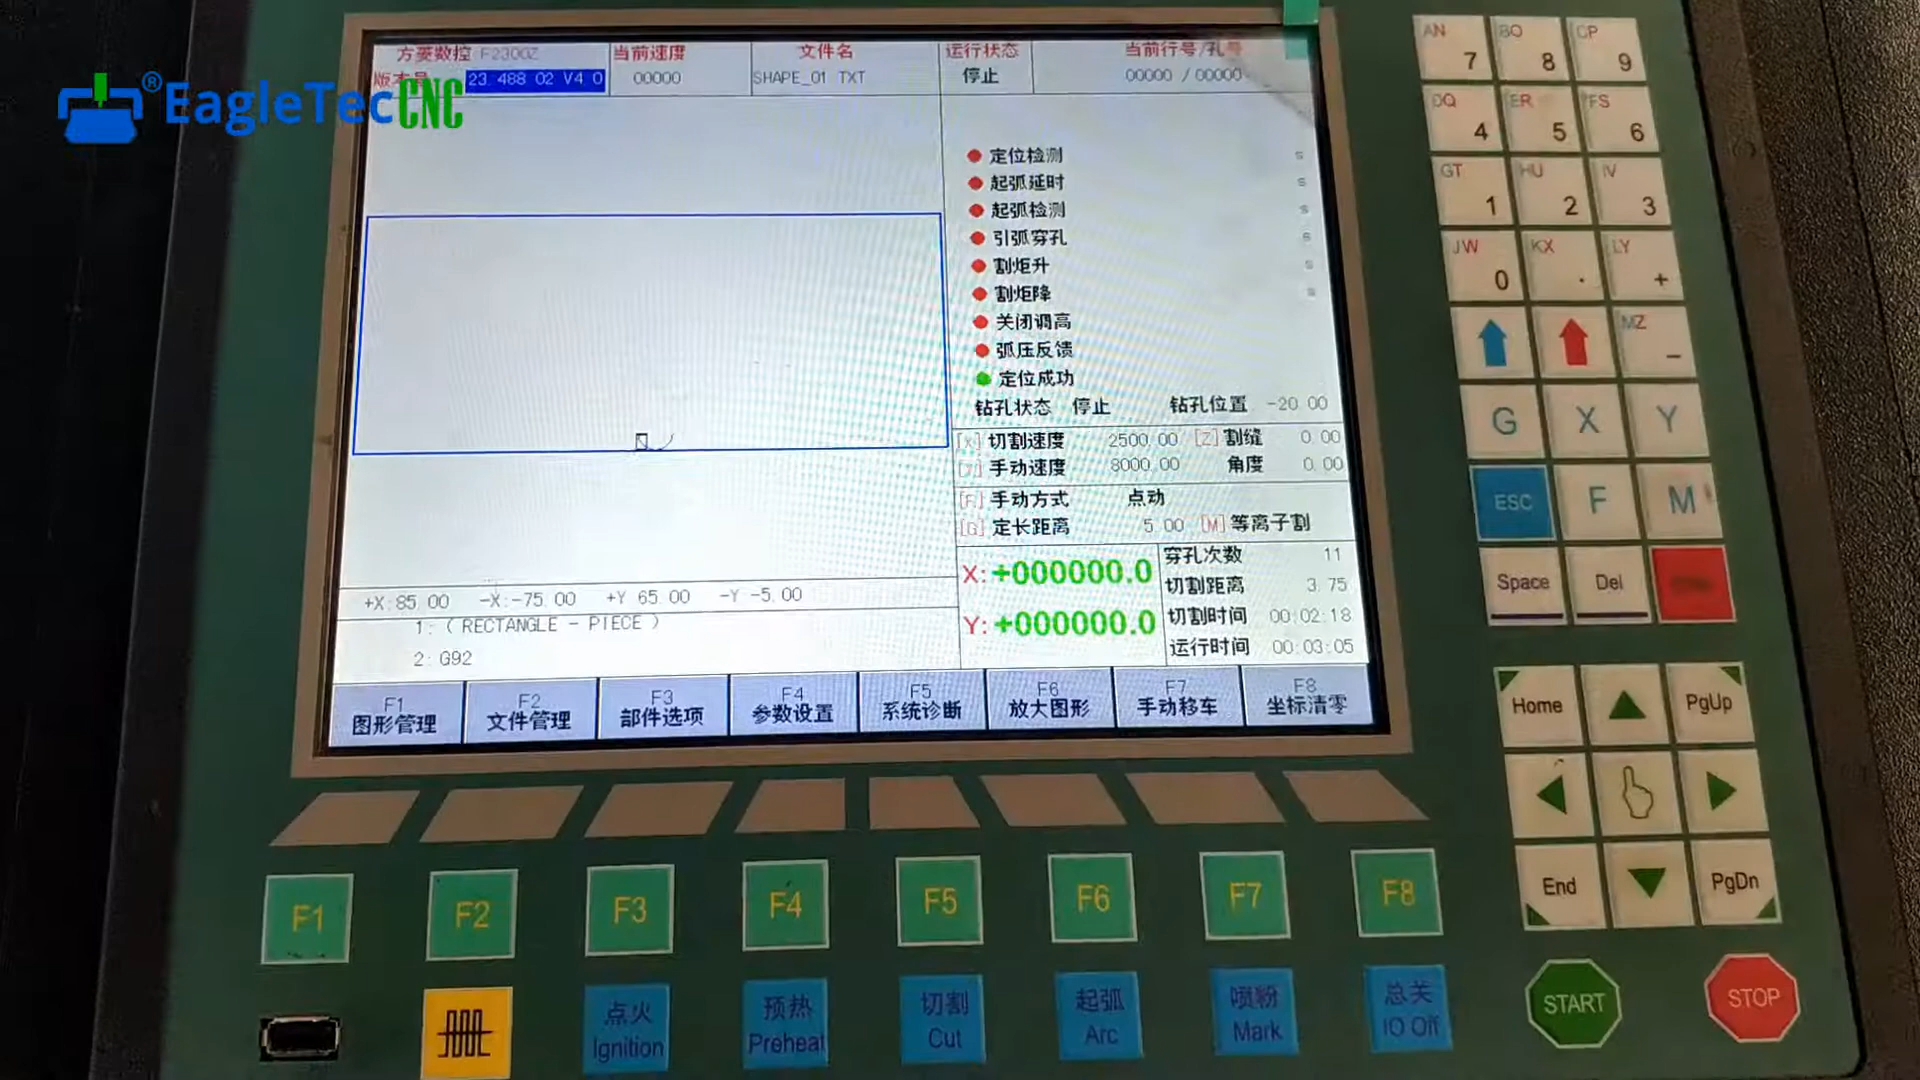 EagleTecCNC®
方菱数控 F2300Z 当前速度 文件名 运行状态 当前行号/孔号
23.488.02 V4.0 00000 SHAPE_01.TXT 停止 00000 / 00000
定位检测 s
起弧延时 s
起弧检测 s
引弧穿孔 s
割炬升 s
割炬降 s
关闭调高
弧压反馈
定位成功
钻孔状态 停止 钻孔位置 -20.00
[X] 切割速度 2500.00 [Z] 割缝 0.00
手动速度 8000.00 角度 0.00
[F] 手动方式 点动
[G] 定长距离 5.00 [M] 等离子割
X: +000000.0 穿孔次数 11
切割距离 3.75
Y: +000000.0 切割时间 00:02:18
运行时间 00:03:05
+X:85.00 -X:-75.00 +Y 65.00 -Y -5.00
1: ( RECTANGLE - PIECE )
2: G92
F1 F2 F3 F4 F5 F6 F7 F8
图形管理 文件管理 部件选项 参数设置 系统诊断 放大图形 手动移车 坐标清零
AN 7 BO 8 CP 9
DQ 4 ER 5 FS 6
GT 1 HU 2 IV 3
JW 0 KX . LY +
MZ -
G X Y
ESC F M
Space Del
Home PgUp
End PgDn
F1 F2 F3 F4 F5 F6 F7 F8
点火 预热 切割 起弧 喷粉 总关
Ignition Preheat Cut Arc Mark IO Off
START STOP